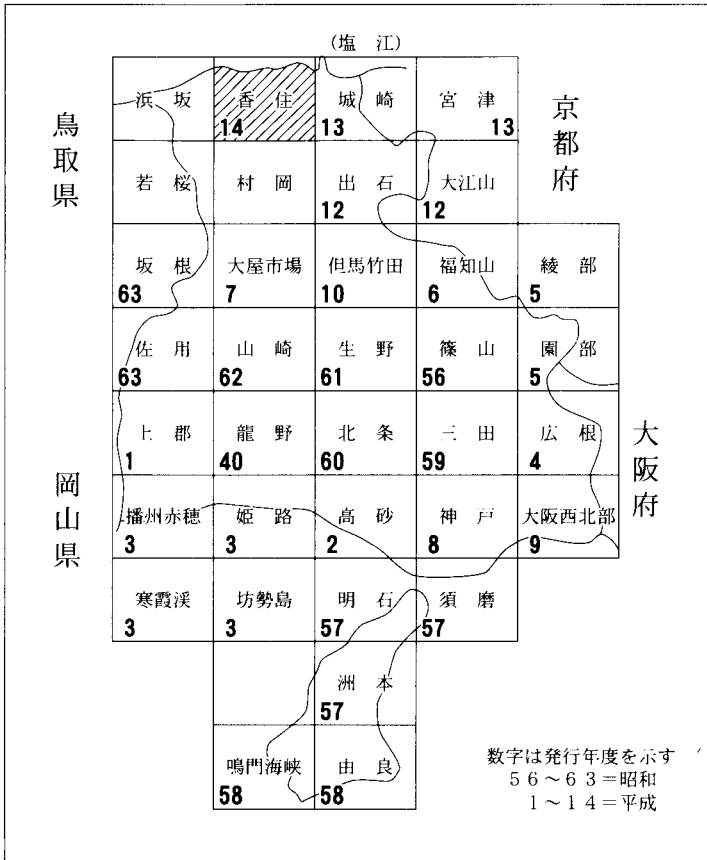 (塩江)
浜坂 香住 城崎 宮津
14 13 13
鳥取県
京都府
若桜 村岡 出石 大江山
12 12
坂根 大屋市場 但馬竹田 福知山 綾部
63 7 10 6 5
佐用 山崎 生野 篠山 園部
63 62 61 56 5
上郡 龍野 北条 三田 広根
1 40 60 59 4
大阪府
岡山県
播州赤穂 姫路 高砂 神戸 大阪西北部
3 3 2 8 9
寒霞渓 坊勢島 明石 須磨
3 3 57 57
洲本
57
鳴門海峡 由良
58 58
数字は発行年度を示す
56~63=昭和
1~14=平成